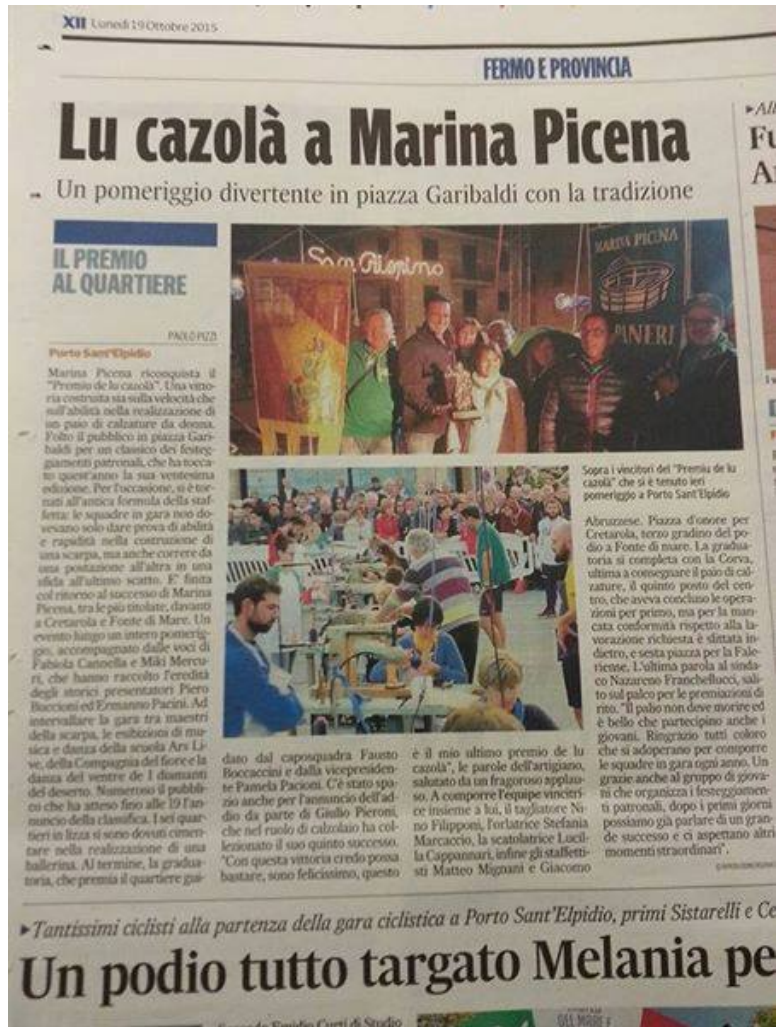 XII Lunedì 19 Ottobre 2015
FERMO E PROVINCIA
Lu cazolà a Marina Picena
Un pomeriggio divertente in piazza Garibaldi con la tradizione
IL PREMIO
AL QUARTIERE
PAOLO PIZZI
Porto Sant'Elpidio
Marina Picena riconquista il
"Premiu de lu cazolà". Una vitto-
ria costruita sia sulla velocità che
sull'abilità nella realizzazione di
un paio di calzature da donna.
Folto il pubblico in piazza Gari-
baldi per un classico dei festeg-
giamenti patronali, che ha tocca-
to quest'anno la sua ventesima
edizione. Per l'occasione, si è tor-
nati all'antica formula della staf-
fetta: le squadre in gara non do-
vevano solo dare prova di abilità
e rapidità nella costruzione di
una scarpa, ma anche correre da
una postazione all'altra in una
sfida all'ultimo scatto. E' finita
col ritorno al successo di Marina
Picena, tra le più titolate, davanti
a Cretarola e Fonte di Mare. Un
evento lungo un intero pomerig-
gio, accompagnato dalle voci di
Fabiola Cannella e Miki Mercu-
ri, che hanno raccolto l'eredità
degli storici presentatori Piero
Buccioni ed Ermanno Pacini. Ad
intervallare la gara tra maestri
della scarpa, le esibizioni di mu-
sica e danza della scuola Ars Li-
ve, della Compagnia del fiore e la
danza del ventre de I diamanti
del deserto. Numeroso il pubbli-
co che ha atteso fino alle 19 l'an-
nuncio della classifica. I sei quar-
tieri in lizza si sono dovuti cimen-
tare nella realizzazione di una
ballerina. Al termine, la gradua-
toria, che premia il quartiere gui-
San Crispino
MARINA PICENA
PANERI
Sopra i vincitori del "Premiu de lu
cazolà" che si è tenuto ieri
pomeriggio a Porto Sant'Elpidio
dato dal caposquadra Fausto
Boccaccini e dalla vicepresiden-
te Pamela Pacioni. C'è stato spa-
zio anche per l'annuncio dell'ad-
dio da parte di Giulio Pieroni,
che nel ruolo di calzolaio ha col-
lezionato il suo quinto successo.
"Con questa vittoria credo possa
bastare, sono felicissimo, questo
è il mio ultimo premio de lu
cazolà", le parole dell'artigiano,
salutato da un fragoroso applau-
so. A comporre l'equipe vincitri-
ce insieme a lui, il tagliatore Ni-
no Filipponi, l'orlatrice Stefania
Marcaccio, la scatolatrice Lucil-
la Cappannari, infine gli staffetti-
sti Matteo Mignani e Giacomo
Abruzzese. Piazza d'onore per
Cretarola, terzo gradino del po-
dio a Fonte di mare. La gradua-
toria si completa con la Corva,
ultima a consegnare il paio di cal-
zature, il quinto posto del cen-
tro, che aveva concluso le opera-
zioni per primo, ma per la man-
cata conformità rispetto alla la-
vorazione richiesta è slittata in-
dietro, e sesta piazza per la Fale-
riense. L'ultima parola al sinda-
co Nazareno Franchellucci, sali-
to sul palco per le premiazioni di
rito. "Il palio non deve morire ed
è bello che partecipino anche i
giovani. Ringrazio tutti coloro
che si adoperano per comporre
le squadre in gara ogni anno. Un
grazie anche al gruppo di giova-
ni che organizza i festeggiamen-
ti patronali, dopo i primi giorni
possiamo già parlare di un gran-
de successo e ci aspettano altri
momenti straordinari".
Tantissimi ciclisti alla partenza della gara ciclistica a Porto Sant'Elpidio, primi Sistarelli e Ce
Un podio tutto targato Melania pe
Emidio Curti di Studio